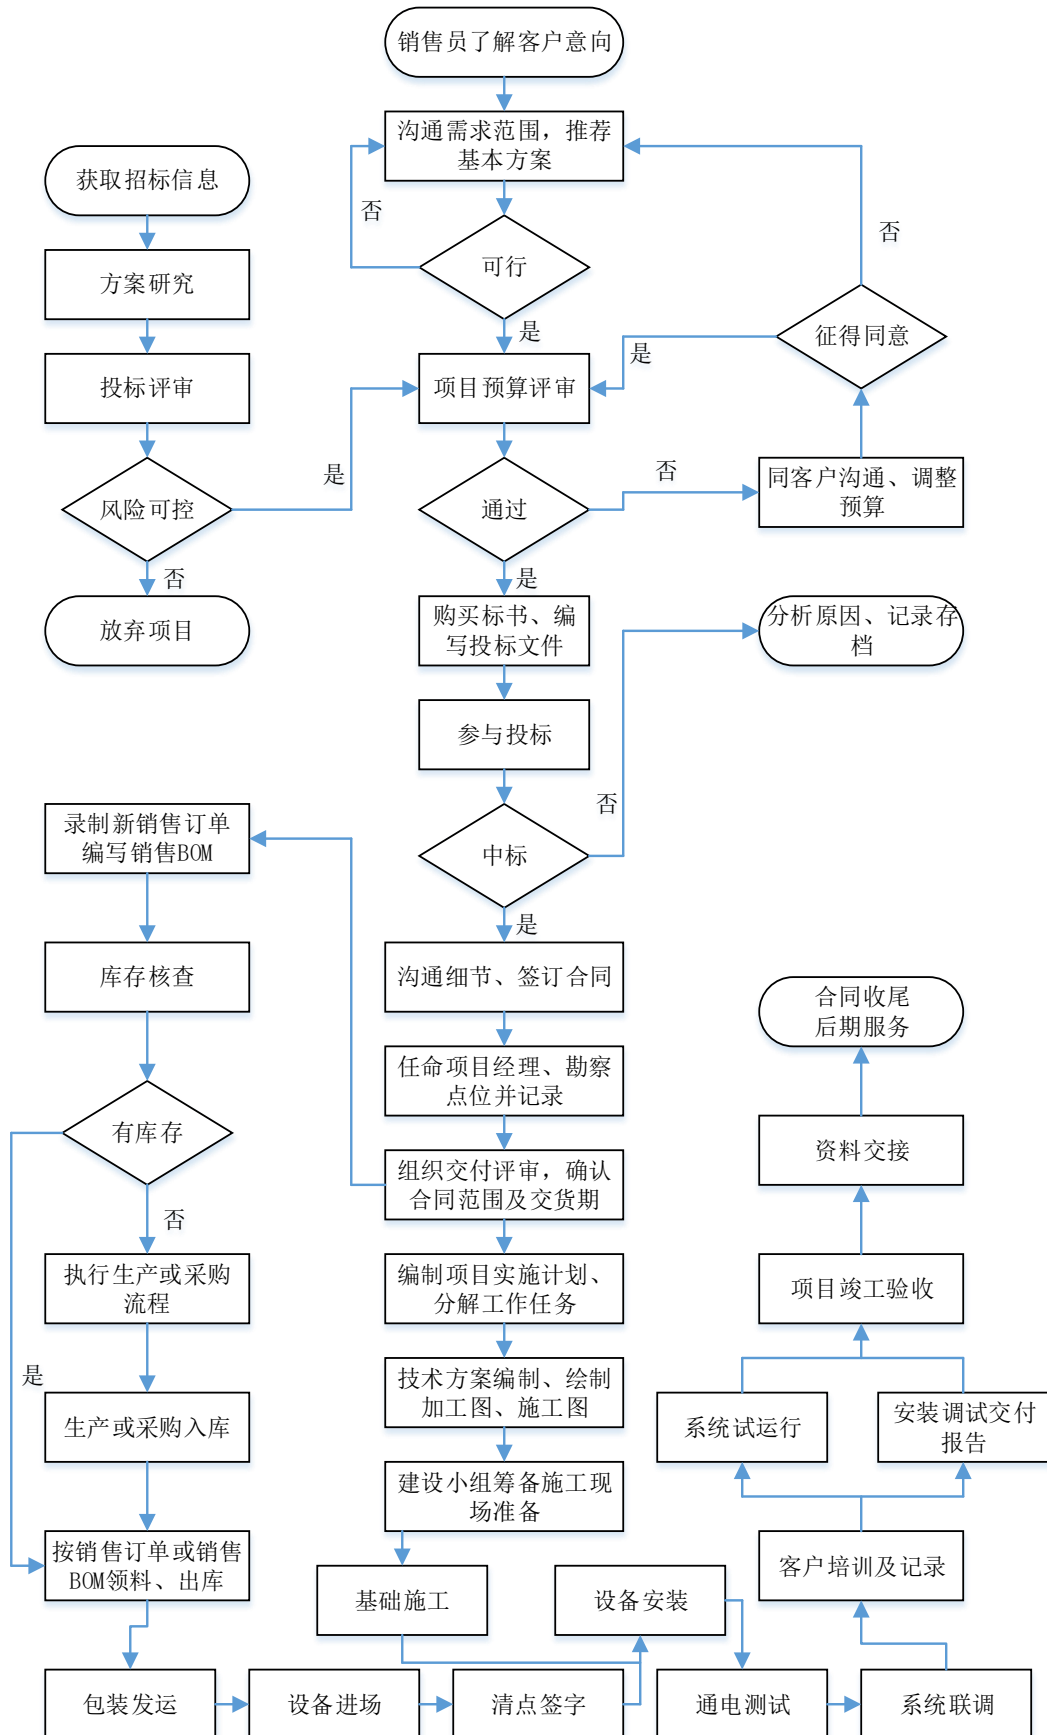 销售员了解客户意向
沟通需求范围，推荐
基本方案
获取招标信息
否
否
方案研究
可行
是
征得同意
是
投标评审
项目预算评审
是
否
同客户沟通、调整
预算
风险可控
通过
否
是
放弃项目
购买标书、编
写投标文件
分析原因、记录存
档
参与投标
否
录制新销售订单
编写销售BOM
中标
是
库存核查
沟通细节、签订合同
合同收尾
后期服务
任命项目经理、勘察
点位并记录
有库存
资料交接
组织交付评审，确认
合同范围及交货期
否
执行生产或采购
流程
编制项目实施计划、
分解工作任务
项目竣工验收
是
技术方案编制、绘制
加工图、施工图
生产或采购入库
系统试运行
安装调试交付
报告
建设小组筹备施工现
场准备
按销售订单或销售
BOM领料、出库
基础施工
设备安装
客户培训及记录
包装发运
设备进场
清点签字
通电测试
系统联调